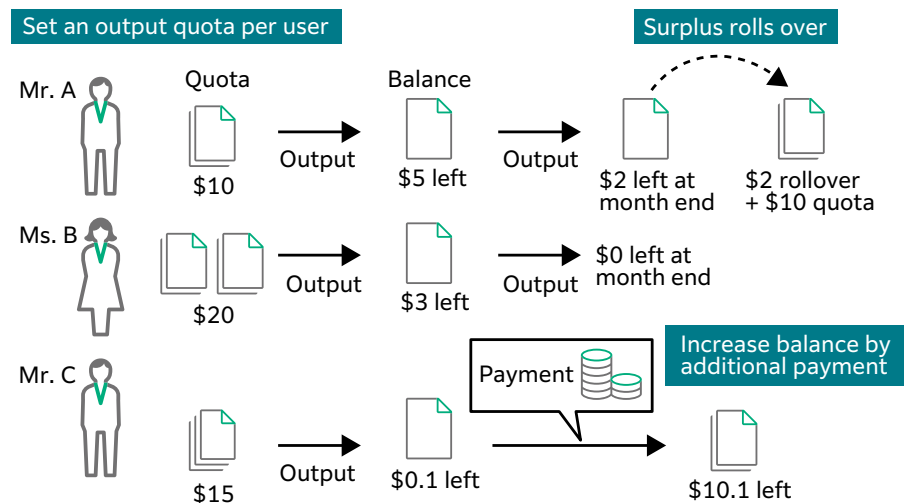 Set an output quota per user
Surplus rolls over
Mr. A
Quota
Balance
Output
Output
$10
$5 left
$2 left at
month end
$2 rollover
+ $10 quota
Ms. B
Output
Output
$0 left at
month end
$20
$3 left
Increase balance by
additional payment
Mr. C
Payment
Output
$15
$0.1 left
$10.1 left